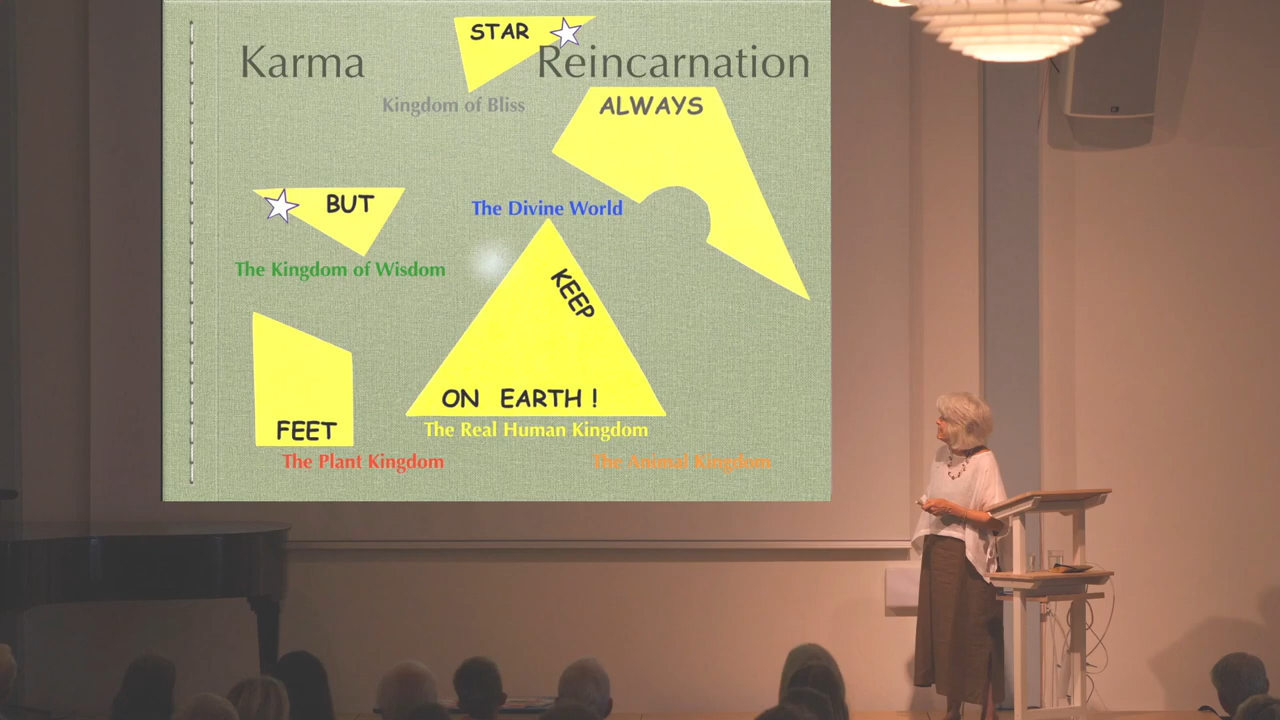 STAR
Karma
Reincarnation
Kingdom of Bliss
ALWAYS
BUT
The Divine World
The Kingdom of Wisdom
KEEP
ON EARTH !
FEET
The Real Human Kingdom
The Plant Kingdom
The Animal Kingdom